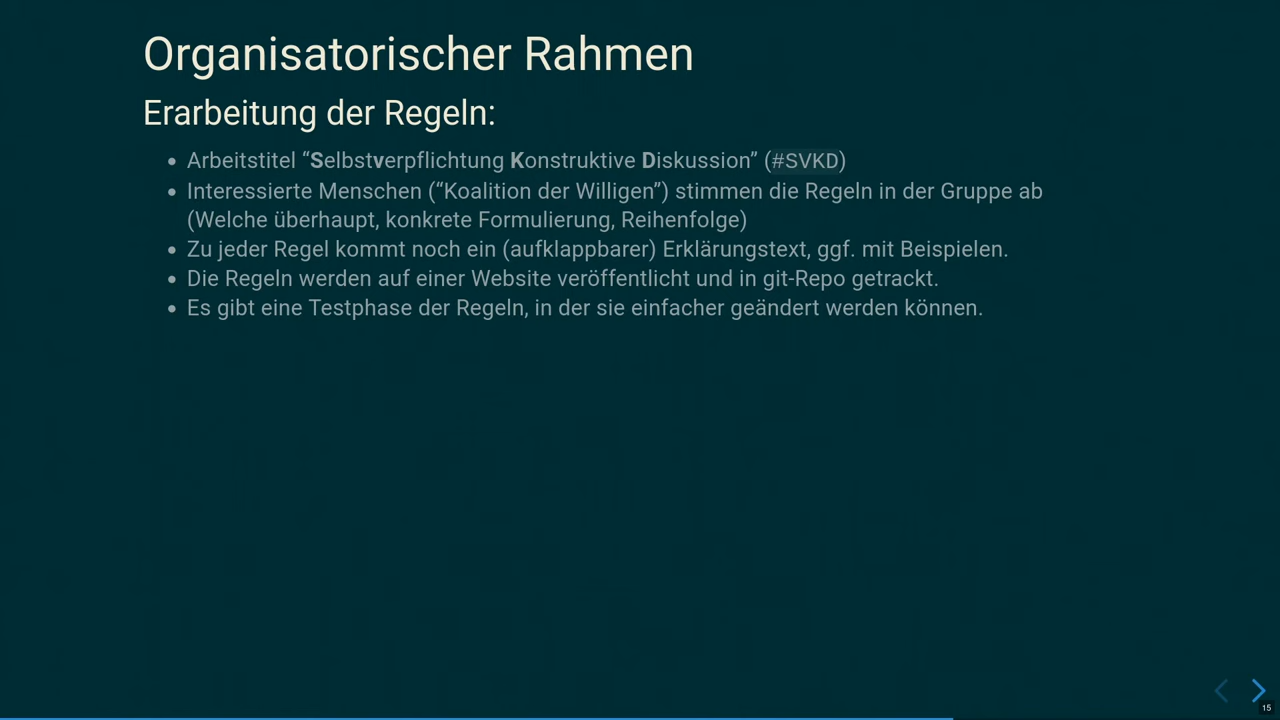 Organisatorischer Rahmen
Erarbeitung der Regeln:
• Arbeitstitel “Selbstverpflichtung Konstruktive Diskussion” (#SVKD)
• Interessierte Menschen (“Koalition der Willigen”) stimmen die Regeln in der Gruppe ab
(Welche überhaupt, konkrete Formulierung, Reihenfolge)
• Zu jeder Regel kommt noch ein (aufklappbarer) Erklärungstext, ggf. mit Beispielen.
• Die Regeln werden auf einer Website veröffentlicht und in git-Repo getrackt.
• Es gibt eine Testphase der Regeln, in der sie einfacher geändert werden können.
15